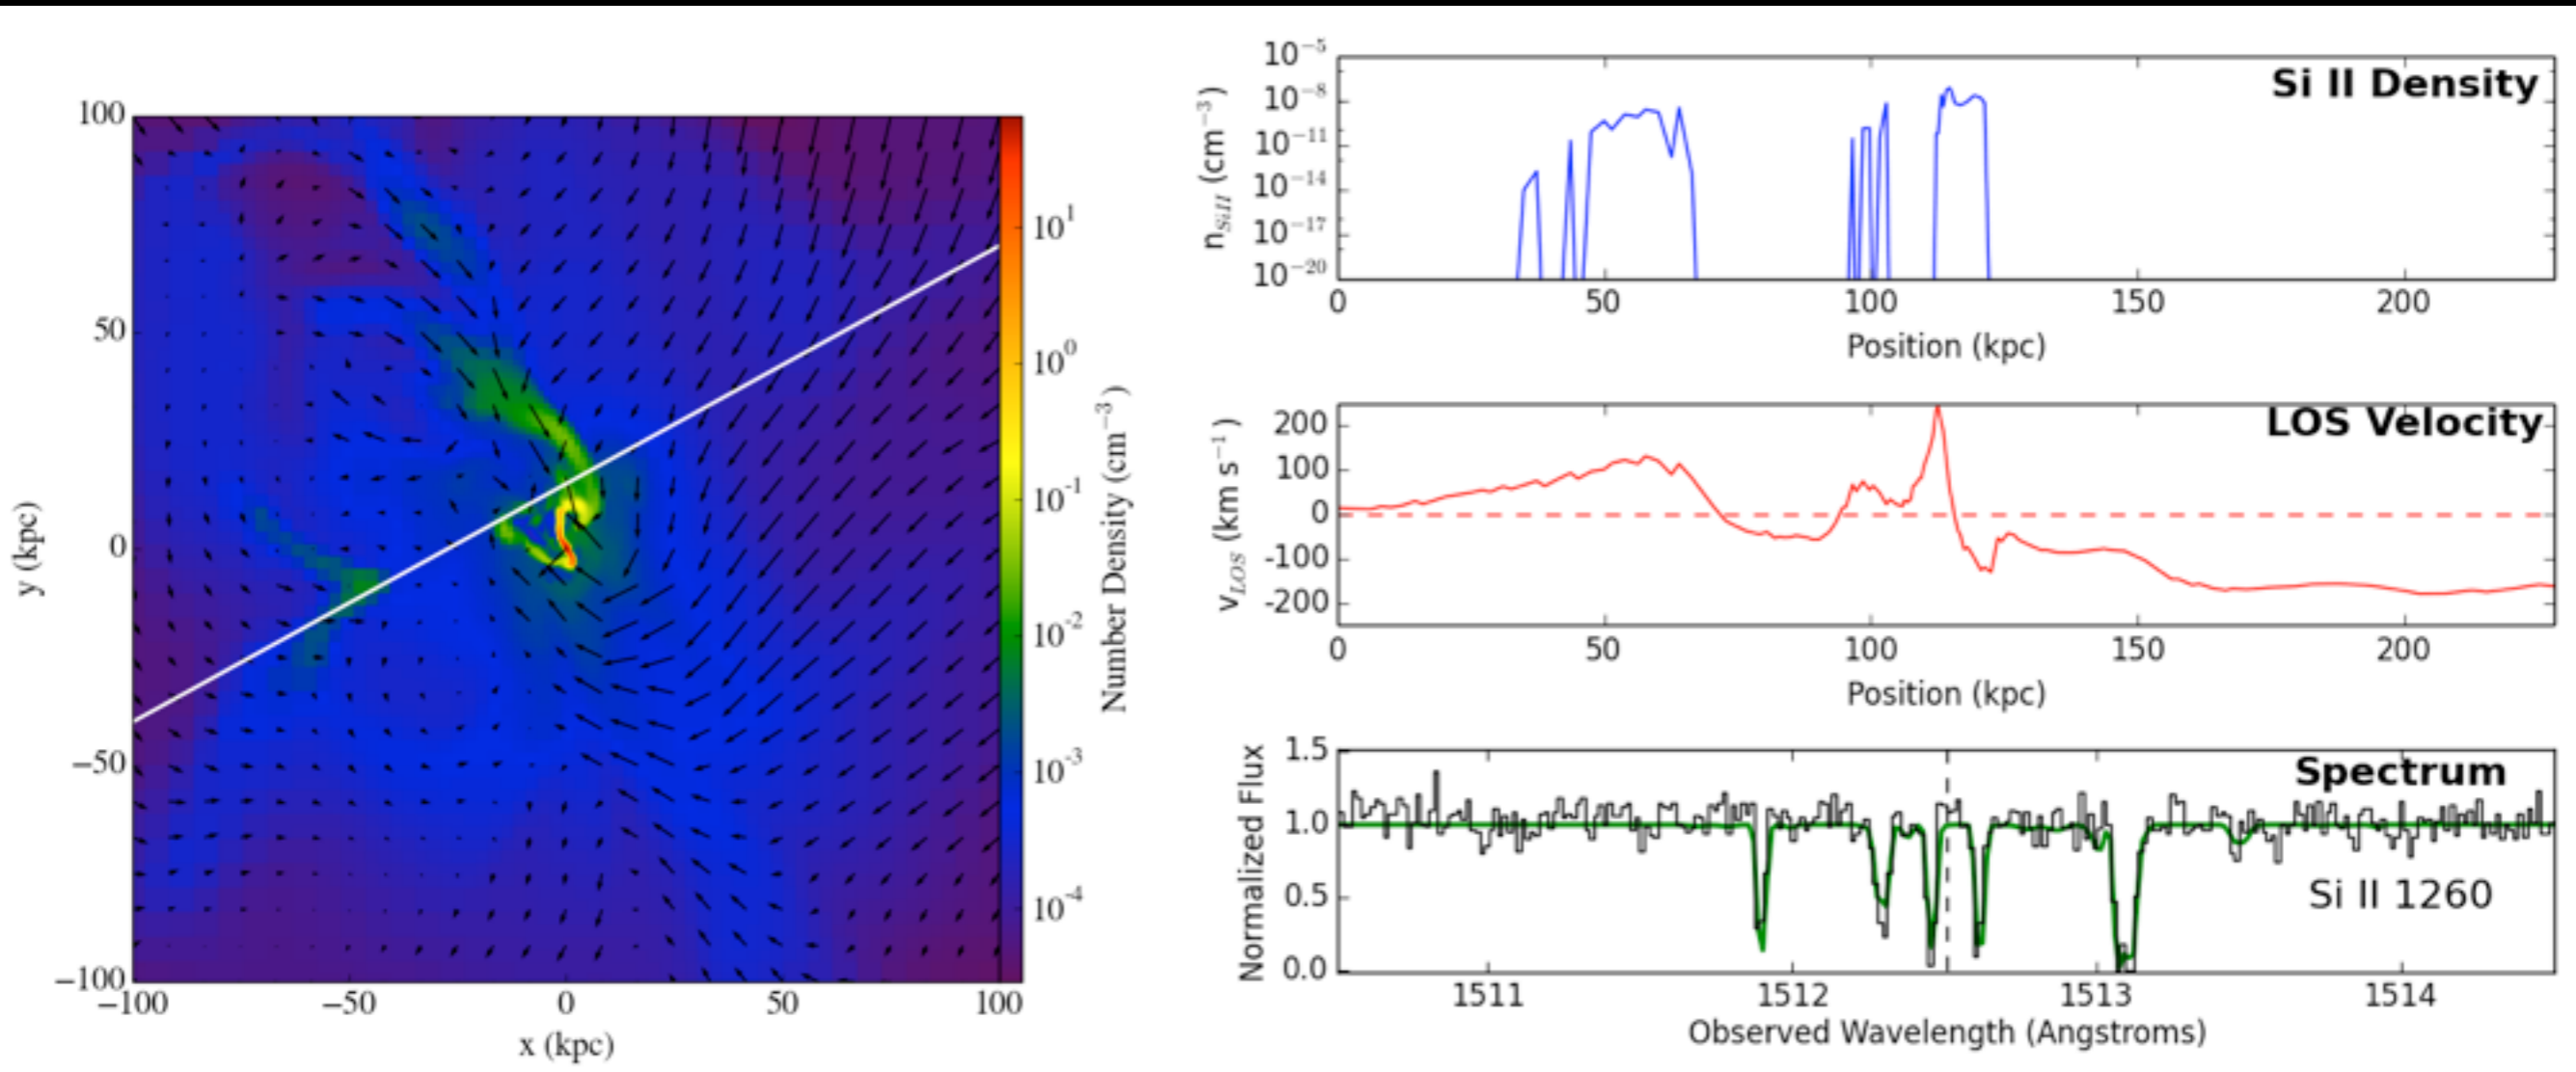 100
50
0
−50
−100
y (kpc)
−100
−50
0
50
100
x (kpc)
10¹
10⁰
10⁻¹
10⁻²
10⁻³
10⁻⁴
Number Density (cm⁻³)
Si II Density
10⁻⁵
10⁻⁸
10⁻¹¹
10⁻¹⁴
10⁻¹⁷
10⁻²⁰
n_SiII (cm⁻³)
0 50 100 150 200
Position (kpc)
LOS Velocity
200
100
0
-100
-200
v_LOS (km s⁻¹)
0 50 100 150 200
Position (kpc)
Spectrum
Si II 1260
1.5
1.0
0.5
0.0
Normalized Flux
1511 1512 1513 1514
Observed Wavelength (Angstroms)